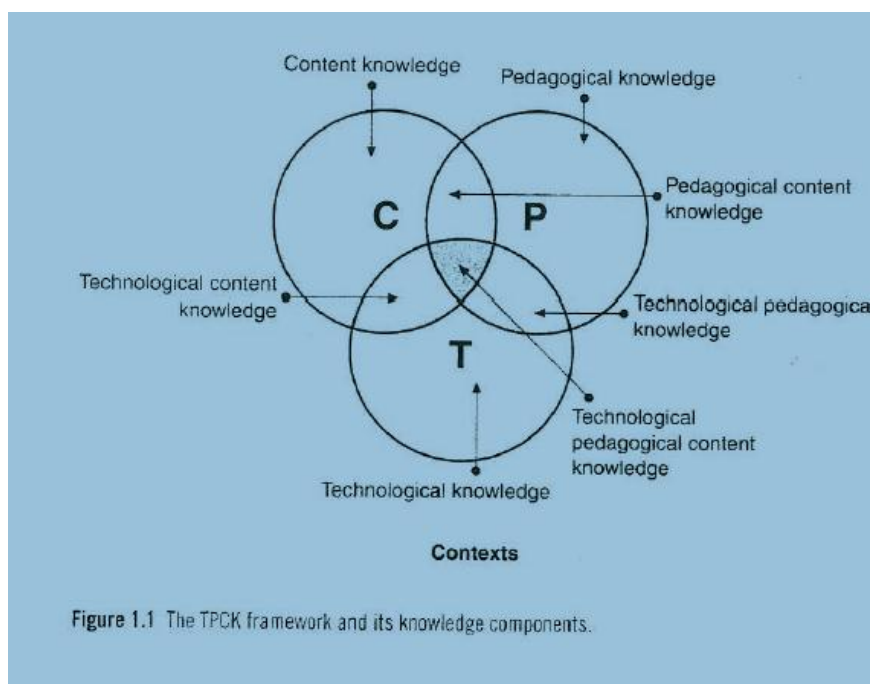 Content knowledge
Pedagogical knowledge
C
P
Pedagogical content
knowledge
Technological content
knowledge
Technological pedagogica
knowledge
T
Technological
pedagogical content
knowledge
Technological knowledge
Contexts
Figure 1.1 The TPCK framework and its knowledge components.